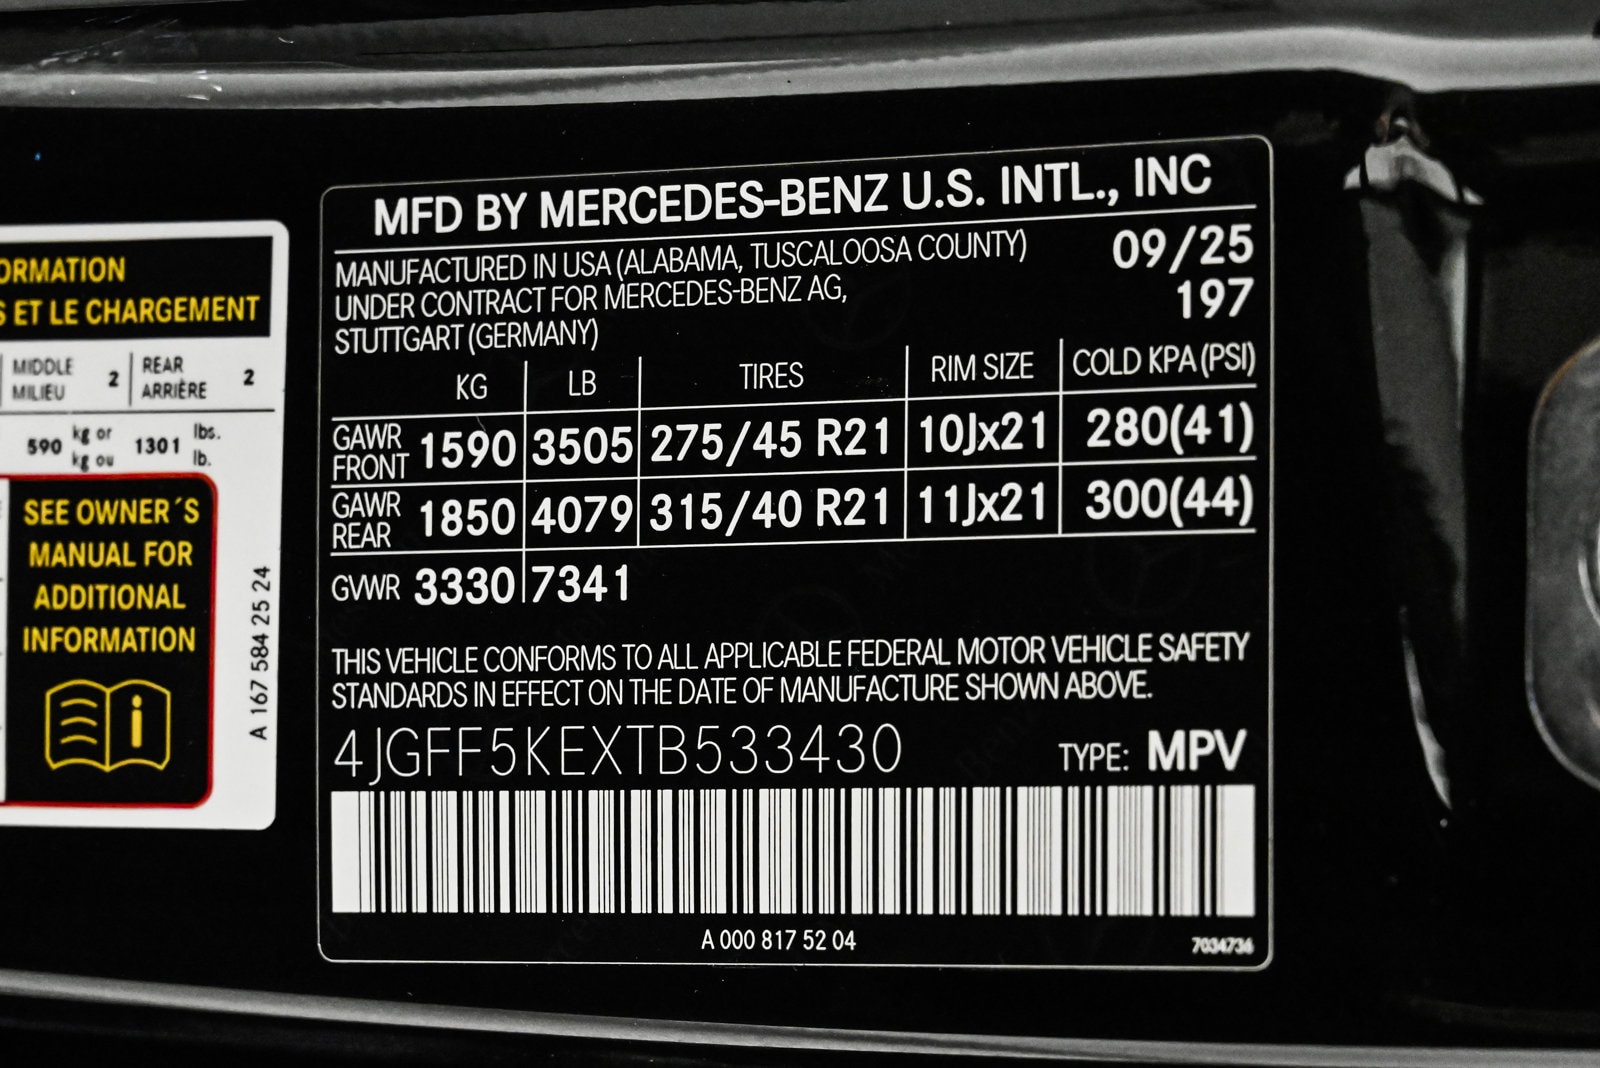 ORMATION
S ET LE CHARGEMENT
MIDDLE
MILIEU 2
REAR
ARRIÈRE 2
590 kg or
kg ou 1301 lbs.
lb.
SEE OWNER´S
MANUAL FOR
ADDITIONAL
INFORMATION
i
A 167 584 25 24
MFD BY MERCEDES-BENZ U.S. INTL., INC
MANUFACTURED IN USA (ALABAMA, TUSCALOOSA COUNTY) 09/25
UNDER CONTRACT FOR MERCEDES-BENZ AG, 197
STUTTGART (GERMANY)
KG LB TIRES RIM SIZE COLD KPA (PSI)
GAWR
FRONT 1590 3505 275/45 R21 10Jx21 280(41)
GAWR
REAR 1850 4079 315/40 R21 11Jx21 300(44)
GVWR 3330 7341
THIS VEHICLE CONFORMS TO ALL APPLICABLE FEDERAL MOTOR VEHICLE SAFETY
STANDARDS IN EFFECT ON THE DATE OF MANUFACTURE SHOWN ABOVE.
4JGFF5KEXTB533430 TYPE: MPV
A 000 817 52 04 7034736